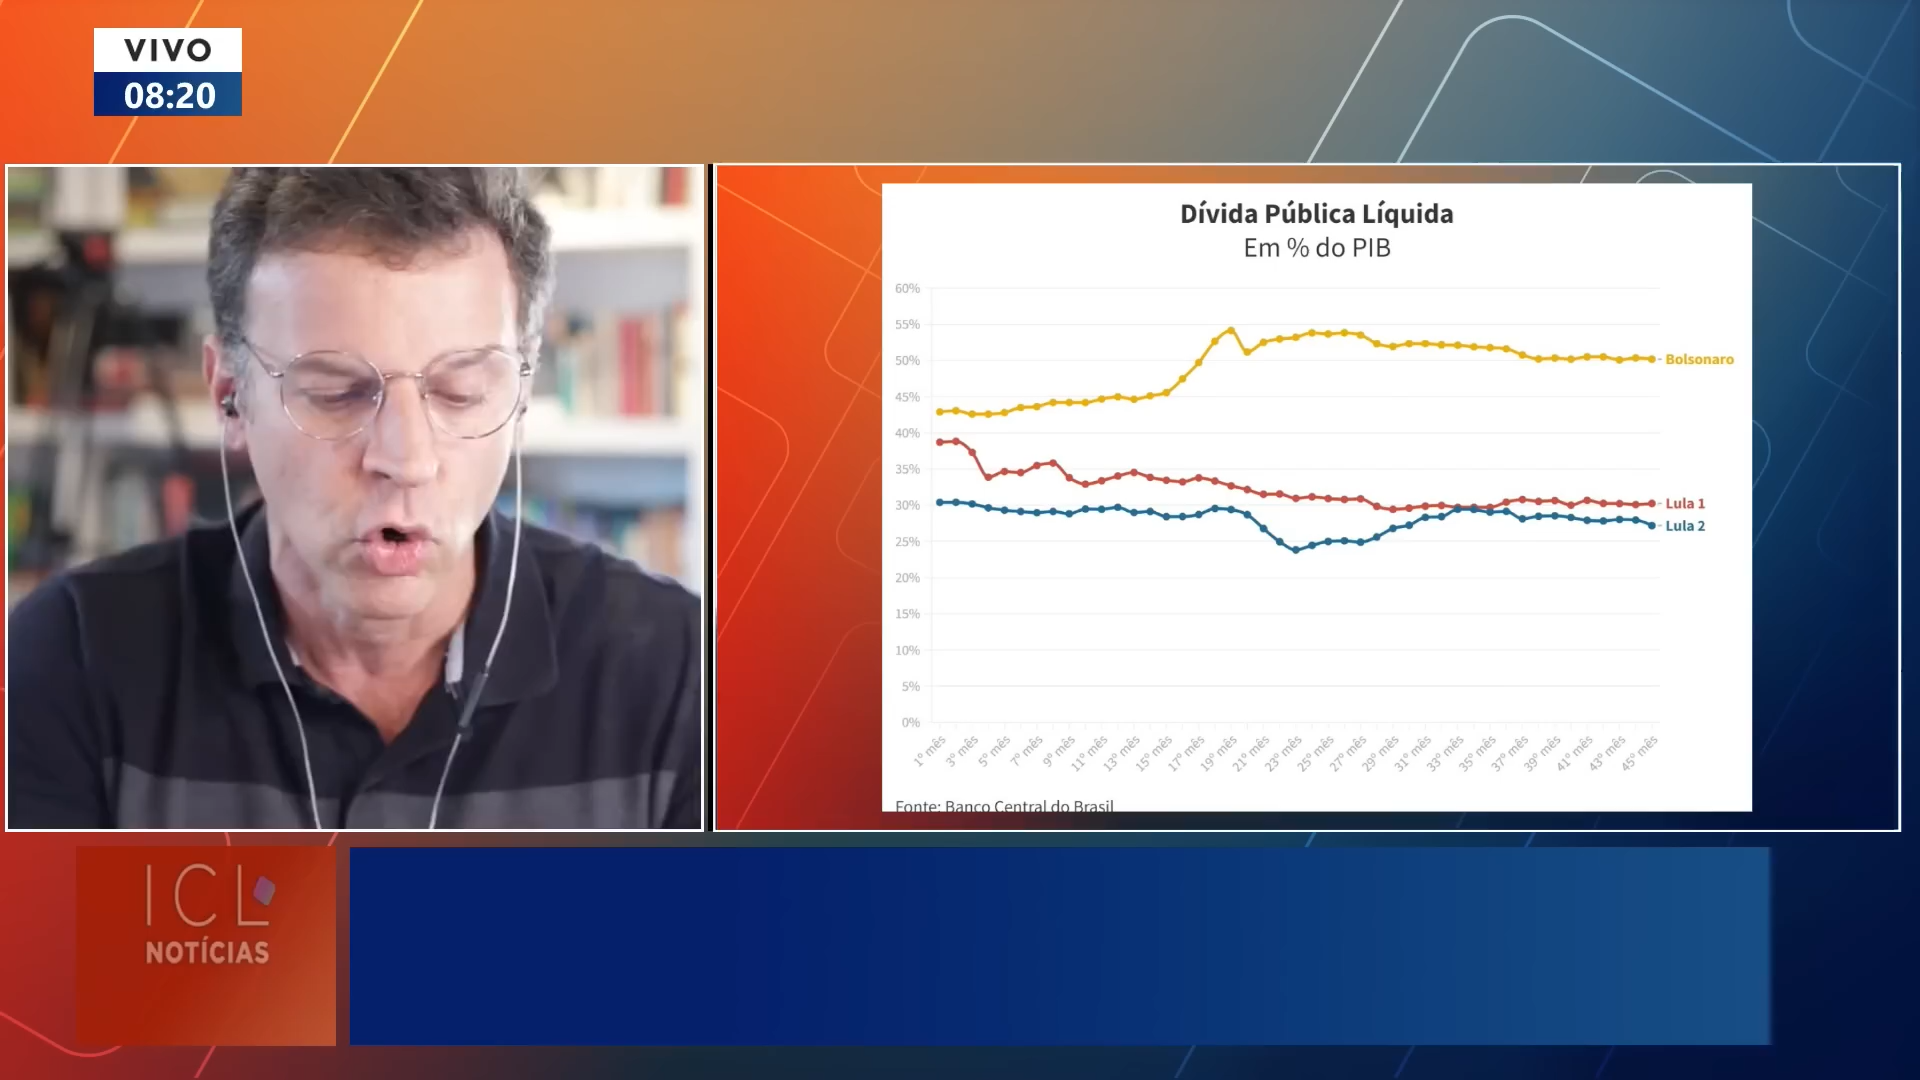 VIVO
08:20
Dívida Pública Líquida
Em % do PIB
60%
55%
50%
45%
40%
35%
30%
25%
20%
15%
10%
5%
0%
Bolsonaro
Lula 1
Lula 2
1º mês
3º mês
5º mês
7º mês
9º mês
11º mês
13º mês
15º mês
17º mês
19º mês
21º mês
23º mês
25º mês
27º mês
29º mês
31º mês
33º mês
35º mês
37º mês
39º mês
41º mês
43º mês
45º mês
Fonte: Banco Central do Brasil
ICL
NOTÍCIAS